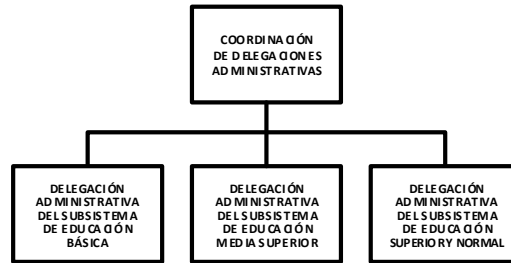 COORDINACIÓN
DE DELEGACIONES
ADMINISTRATIVAS
DELEGACIÓN
ADMINISTRATIVA
DEL SUBSISTEMA
DE EDUCACIÓN
BÁSICA
DELEGACIÓN
ADMINISTRATIVA
DEL SUBSISTEMA
DE EDUCACIÓN
MEDIA SUPERIOR
DELEGACIÓN
ADMINISTRATIVA
DEL SUBSISTEMA
DE EDUCACIÓN
SUPERIOR Y NORMAL